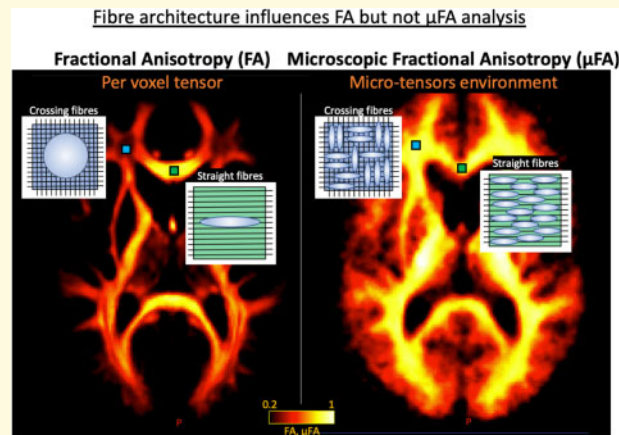 Fibre architecture influences FA but not μFA analysis
Fractional Anisotropy (FA)
Microscopic Fractional Anisotropy (μFA)
Per voxel tensor
Micro-tensors environment
Crossing fibres
Crossing fibres
Straight fibres
Straight fibres
0.2
1
FA, μFA
P
P